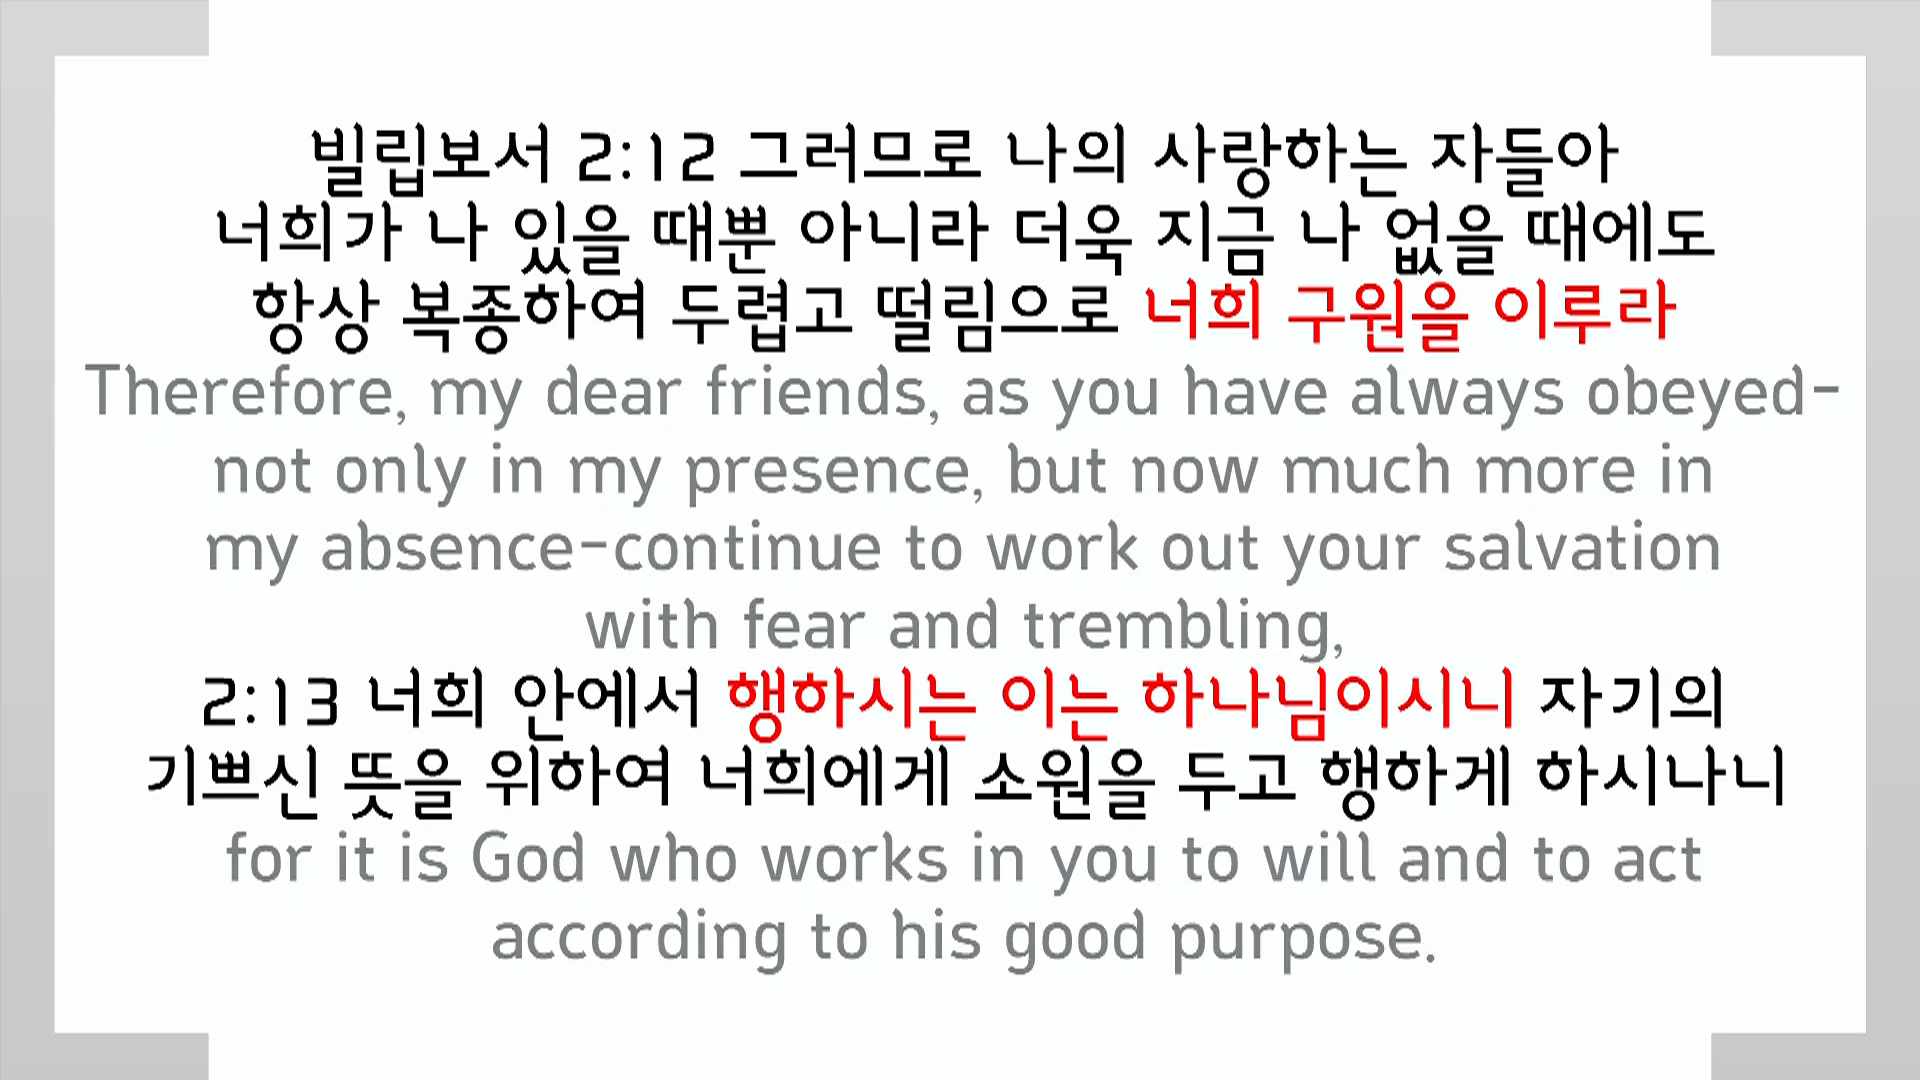 빌립보서 2:12 그러므로 나의 사랑하는 자들아
너희가 나 있을 때뿐 아니라 더욱 지금 나 없을 때에도
항상 복종하여 두렵고 떨림으로 너희 구원을 이루라
Therefore, my dear friends, as you have always obeyed-
not only in my presence, but now much more in
my absence-continue to work out your salvation
with fear and trembling,
2:13 너희 안에서 행하시는 이는 하나님이시니 자기의
기쁘신 뜻을 위하여 너희에게 소원을 두고 행하게 하시나니
for it is God who works in you to will and to act
according to his good purpose.